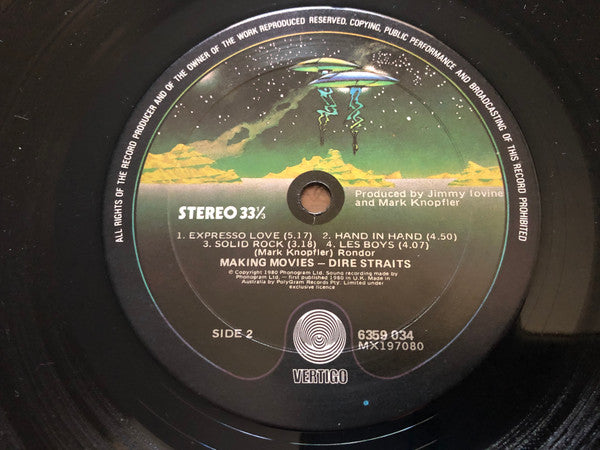 ALL RIGHTS OF THE RECORD PRODUCER AND OF THE OWNER OF THE WORK REPRODUCED RESERVED. COPYING, PUBLIC PERFORMANCE AND BROADCASTING OF THIS RECORD PROHIBITED
Produced by Jimmy Iovine
and Mark Knopfler
STEREO 33⅓
1. EXPRESSO LOVE (5.17) 2. HAND IN HAND (4.50)
3. SOLID ROCK (3.18) 4. LES BOYS (4.07)
(Mark Knopfler) Rondor
MAKING MOVIES – DIRE STRAITS
℗ Copyright 1980 Phonogram Ltd. Sound recording made by
Phonogram Ltd. — first published 1980 in U.K. Made in
Australia by PolyGram Records Pty. Limited under
exclusive licence
SIDE 2
6359 034
MX197080
VERTIGO